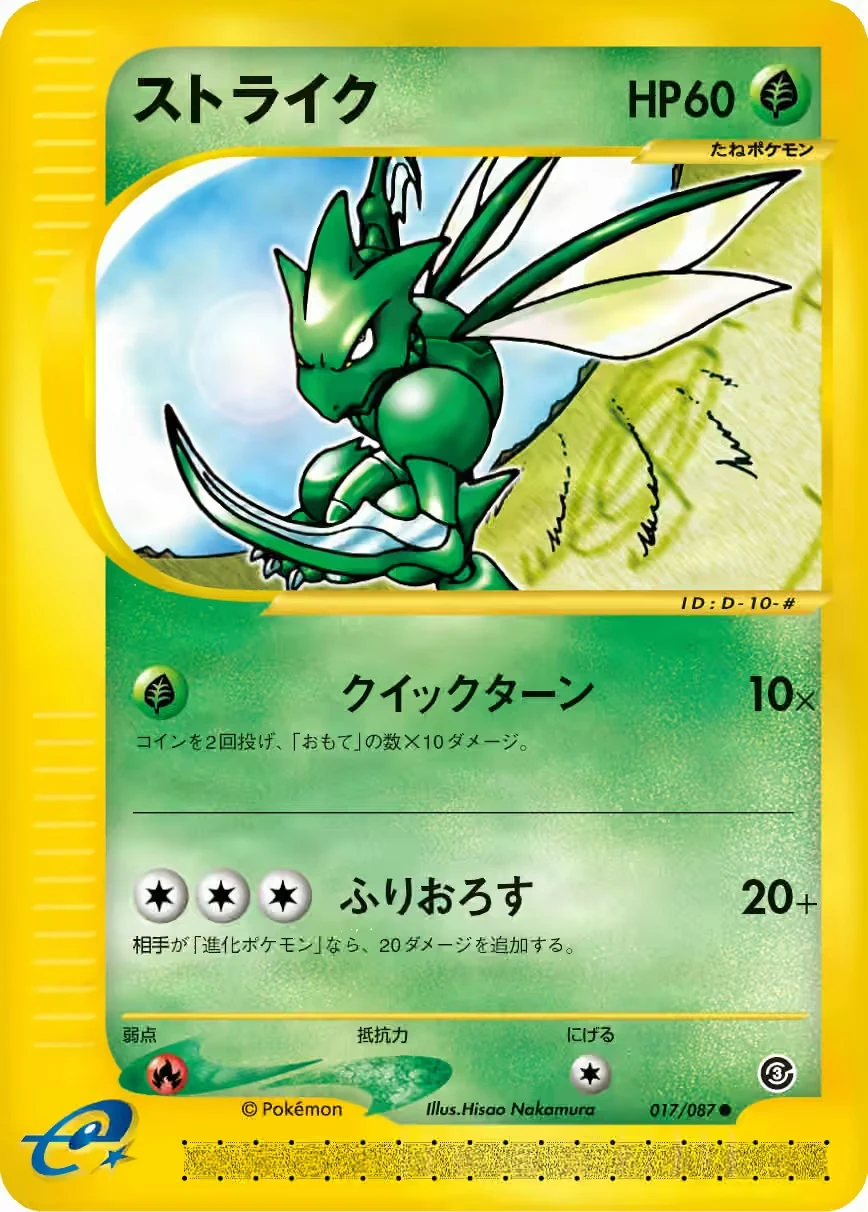 ストライク
HP60
たねポケモン
ID:D-10-#
クイックターン 10×
コインを2回投げ、「おもて」の数×10ダメージ。
ふりおろす 20+
相手が「進化ポケモン」なら、20ダメージを追加する。
弱点 抵抗力 にげる
3
© Pokémon Illus.Hisao Nakamura 017/087●
e